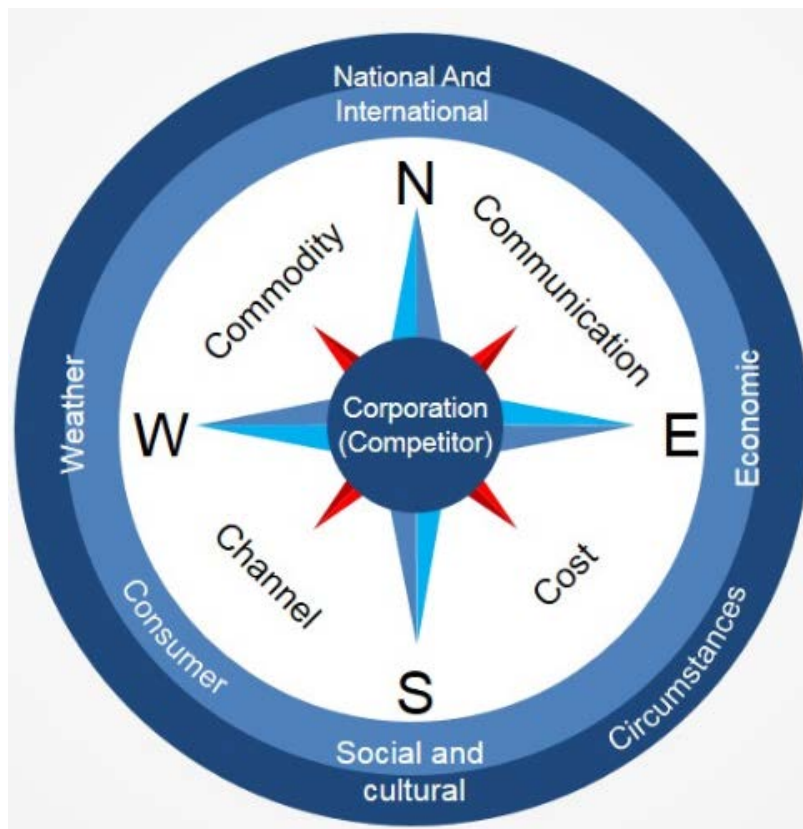 National And
International
N
Commodity
Communication
Weather
W
Corporation
(Competitor)
E
Economic
Channel
Cost
Consumer
Circumstances
S
Social and
cultural